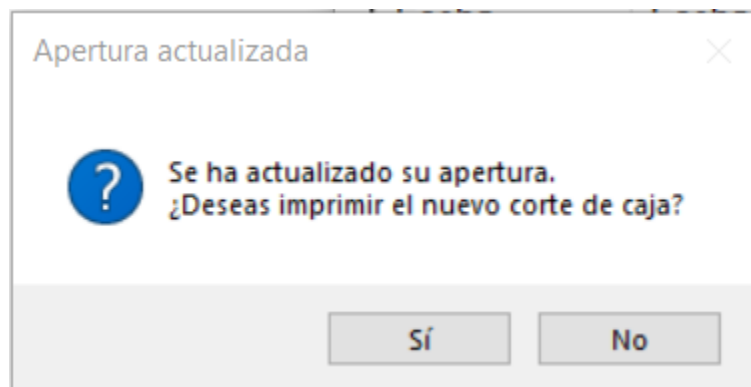 Apertura actualizada
Se ha actualizado su apertura.
¿Deseas imprimir el nuevo corte de caja?
Sí
No